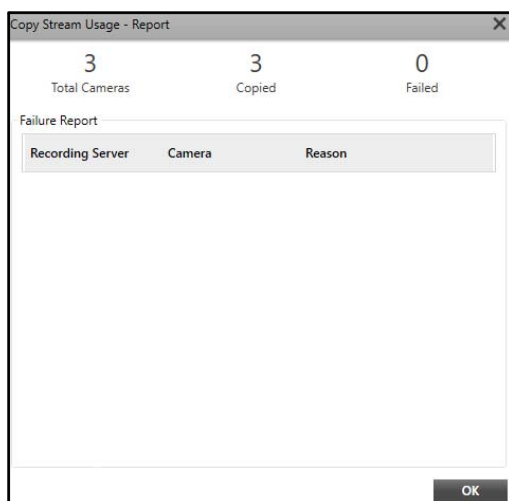 Copy Stream Usage - Report
3 3 0
Total Cameras Copied Failed
Failure Report
Recording Server Camera Reason
OK